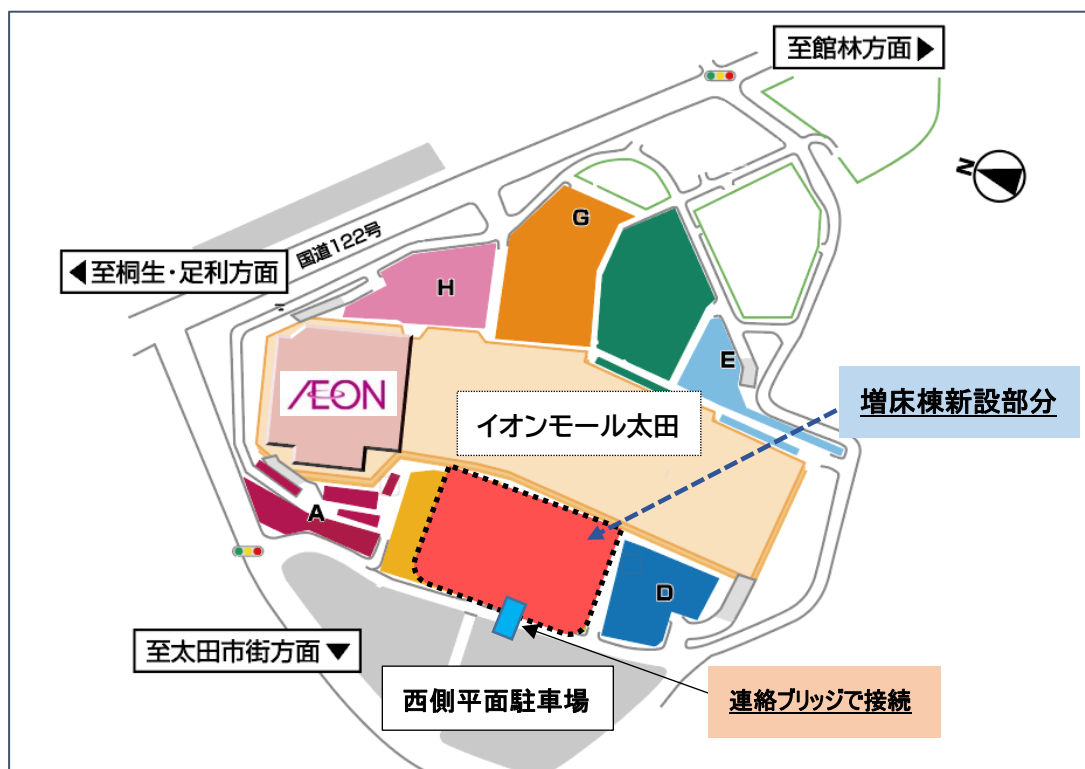 至館林方面▶
N
国道122号
◀至桐生・足利方面
G
H
E
ÆON
イオンモール太田
増床棟新設部分
A
D
至太田市街方面▼
西側平面駐車場
連絡ブリッジで接続